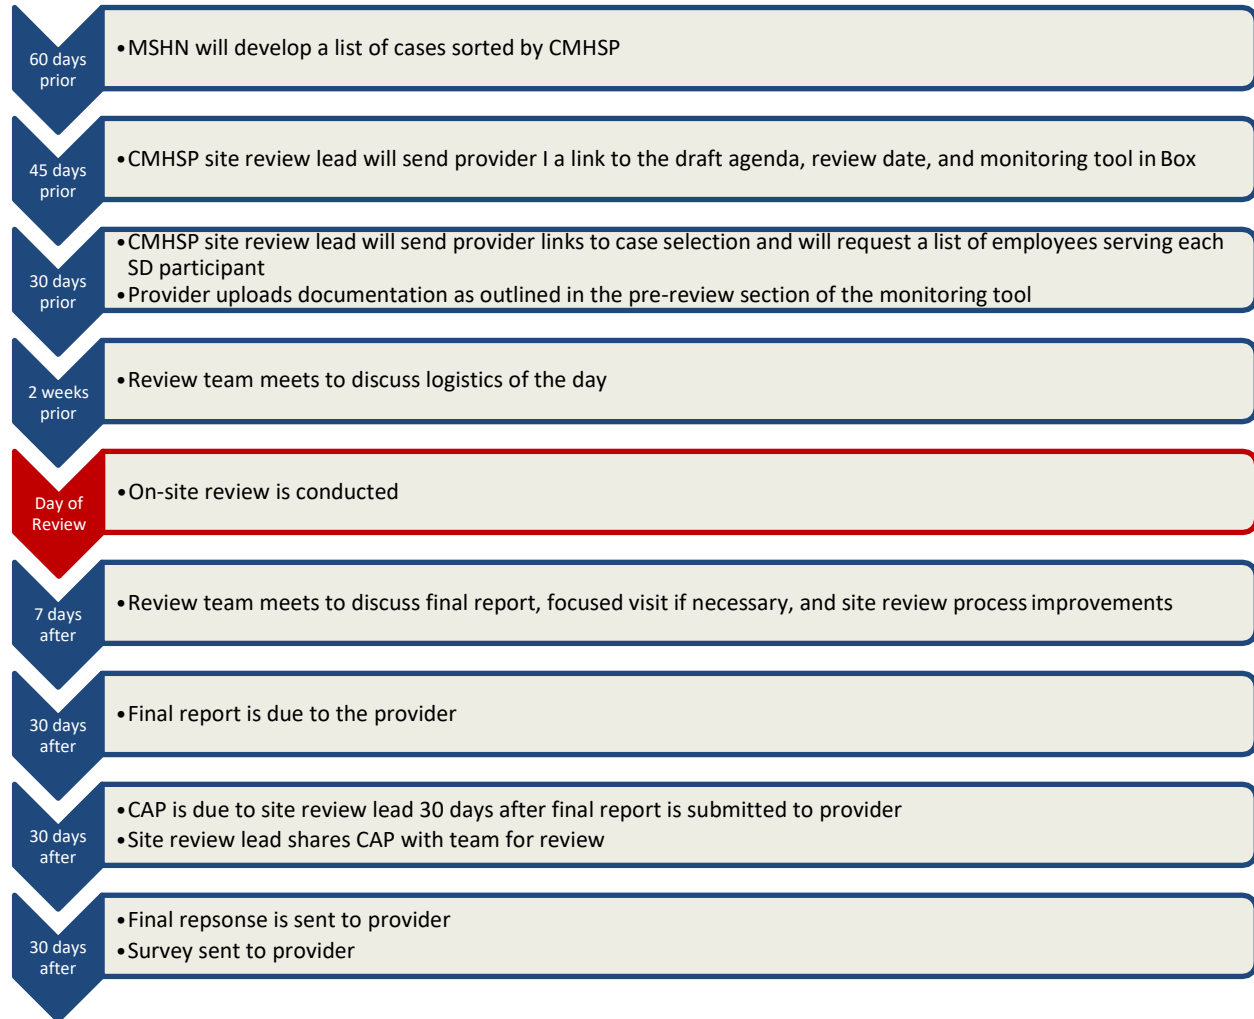 60 days
prior
•MSHN will develop a list of cases sorted by CMHSP
45 days
prior
•CMHSP site review lead will send provider I a link to the draft agenda, review date, and monitoring tool in Box
30 days
prior
•CMHSP site review lead will send provider links to case selection and will request a list of employees serving each
SD participant
•Provider uploads documentation as outlined in the pre-review section of the monitoring tool
2 weeks
prior
•Review team meets to discuss logistics of the day
Day of
Review
•On-site review is conducted
7 days
after
•Review team meets to discuss final report, focused visit if necessary, and site review process improvements
30 days
after
•Final report is due to the provider
30 days
after
•CAP is due to site review lead 30 days after final report is submitted to provider
•Site review lead shares CAP with team for review
30 days
after
•Final repsonse is sent to provider
•Survey sent to provider